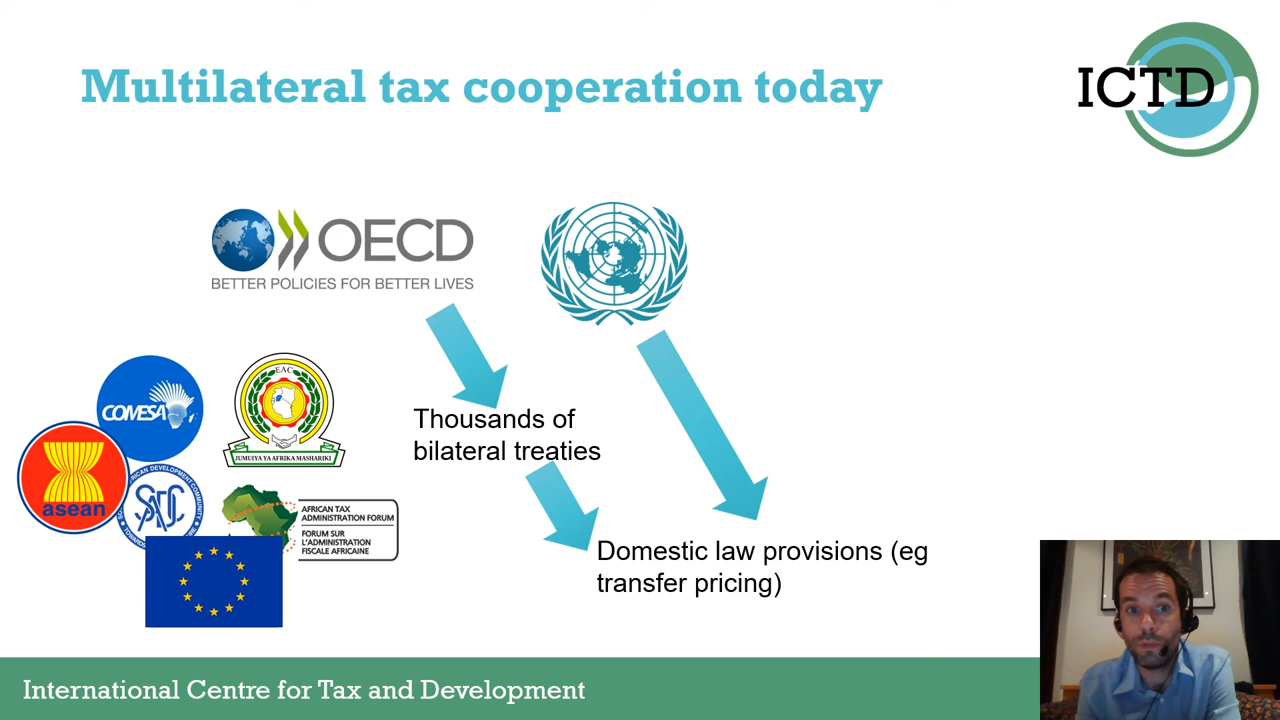 Multilateral tax cooperation today
ICTD
OECD
BETTER POLICIES FOR BETTER LIVES
COMESA
EAC
JUMUIYA YA AFRIKA MASHARIKI
asean
SADC
AFRICAN TAX
ADMINISTRATION FORUM
FORUM SUR
L'ADMINISTRATION
FISCALE AFRICAINE
Thousands of
bilateral treaties
Domestic law provisions (eg
transfer pricing)
International Centre for Tax and Development